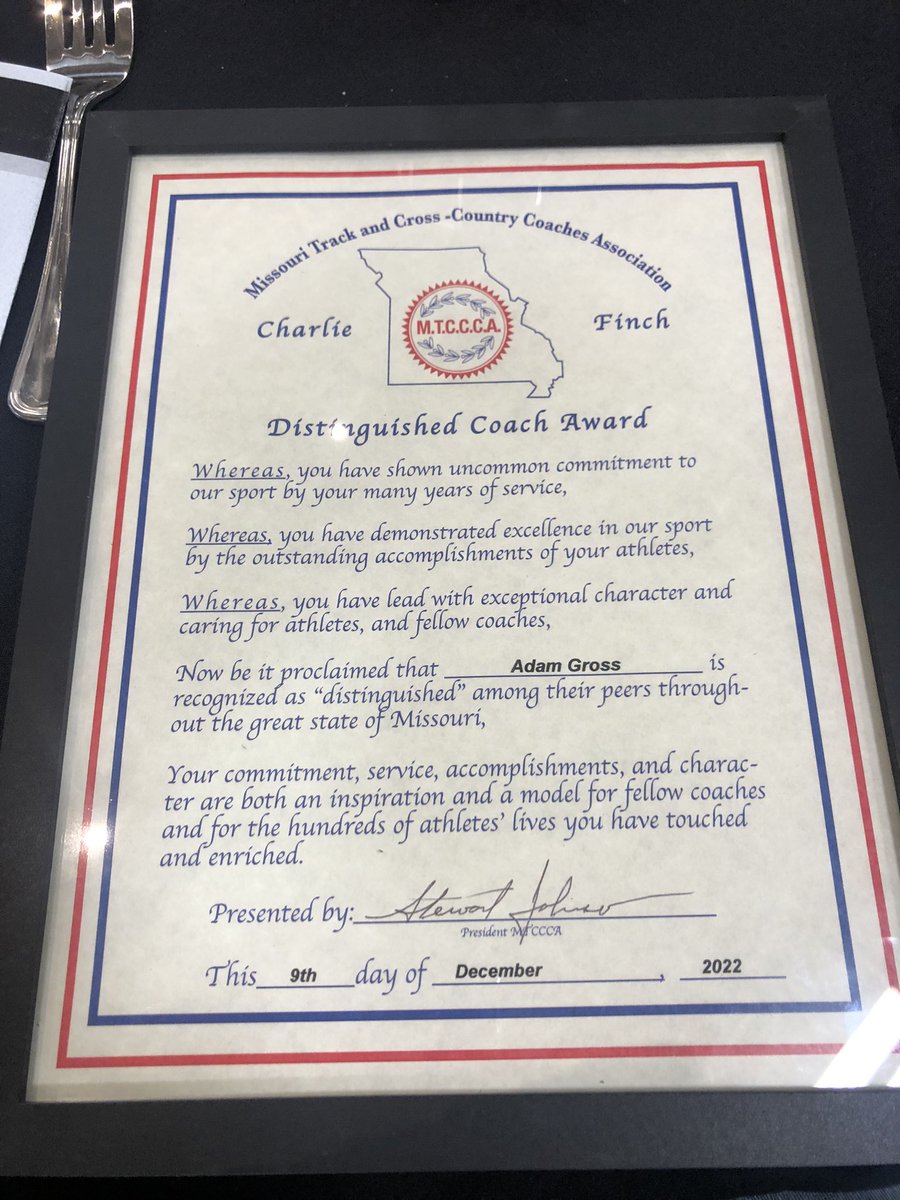 Missouri Track and Cross -Country Coaches Association
Charlie Finch
M.T.C.C.C.A.
Distinguished Coach Award
Whereas, you have shown uncommon commitment to
our sport by your many years of service,
Whereas, you have demonstrated excellence in our sport
by the outstanding accomplishments of your athletes,
Whereas, you have lead with exceptional character and
caring for athletes, and fellow coaches,
Now be it proclaimed that Adam Gross is
recognized as “distinguished” among their peers through-
out the great state of Missouri,
Your commitment, service, accomplishments, and charac-
ter are both an inspiration and a model for fellow coaches
and for the hundreds of athletes’ lives you have touched
and enriched.
Presented by: Stewart Johnson
President MTCCCA
This 9th day of December, 2022